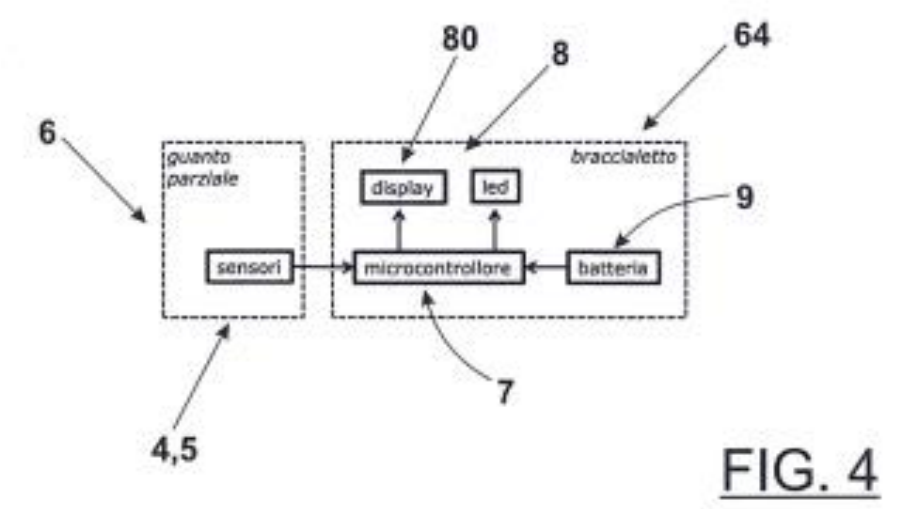 80
8
64
6
guanto
parziale
braccialetto
display
led
9
sensori
microcontrollore
batteria
7
4,5
FIG. 4